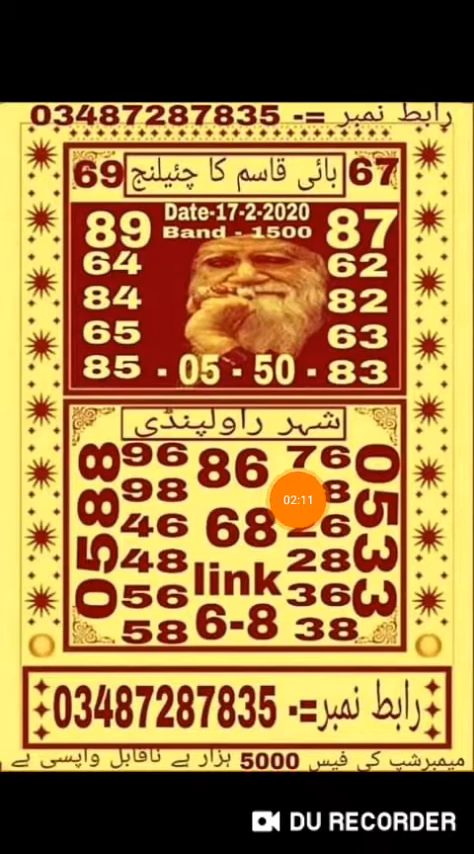 رابط نمبر =- 03487287835
69 بائی قاسم کا چئیلنج 67
Date-17-2-2020
Band - 1500
89 87
64 62
84 82
65 63
85 - 05 - 50 - 83
شہر راولپنڈی
0588
96 86 76
98 8
46 68 26
48 28
link
56 36
58 6-8 38
0533
02:11
03487287835 -= رابط نمبر
میمبرشپ کی فیس 5000 ہزار ہے ناقابل واپسی ہے
DU RECORDER